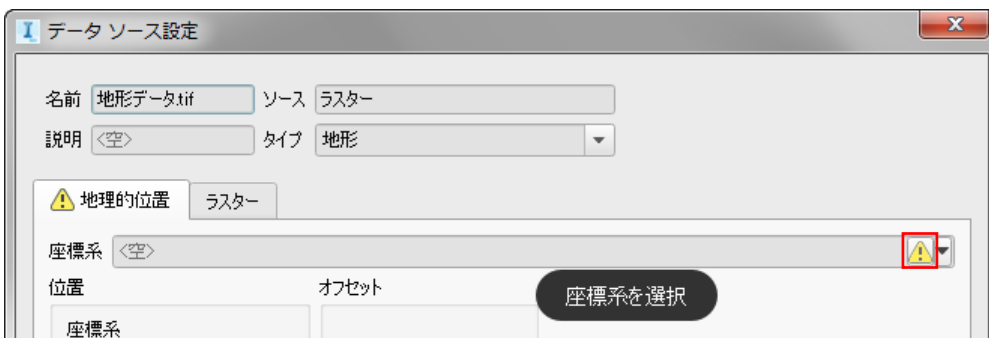 データ ソース設定
名前 地形データ.tif ソース ラスター
説明 <空> タイプ 地形
地理的位置 ラスター
座標系 <空>
位置 オフセット 座標系を選択
座標系